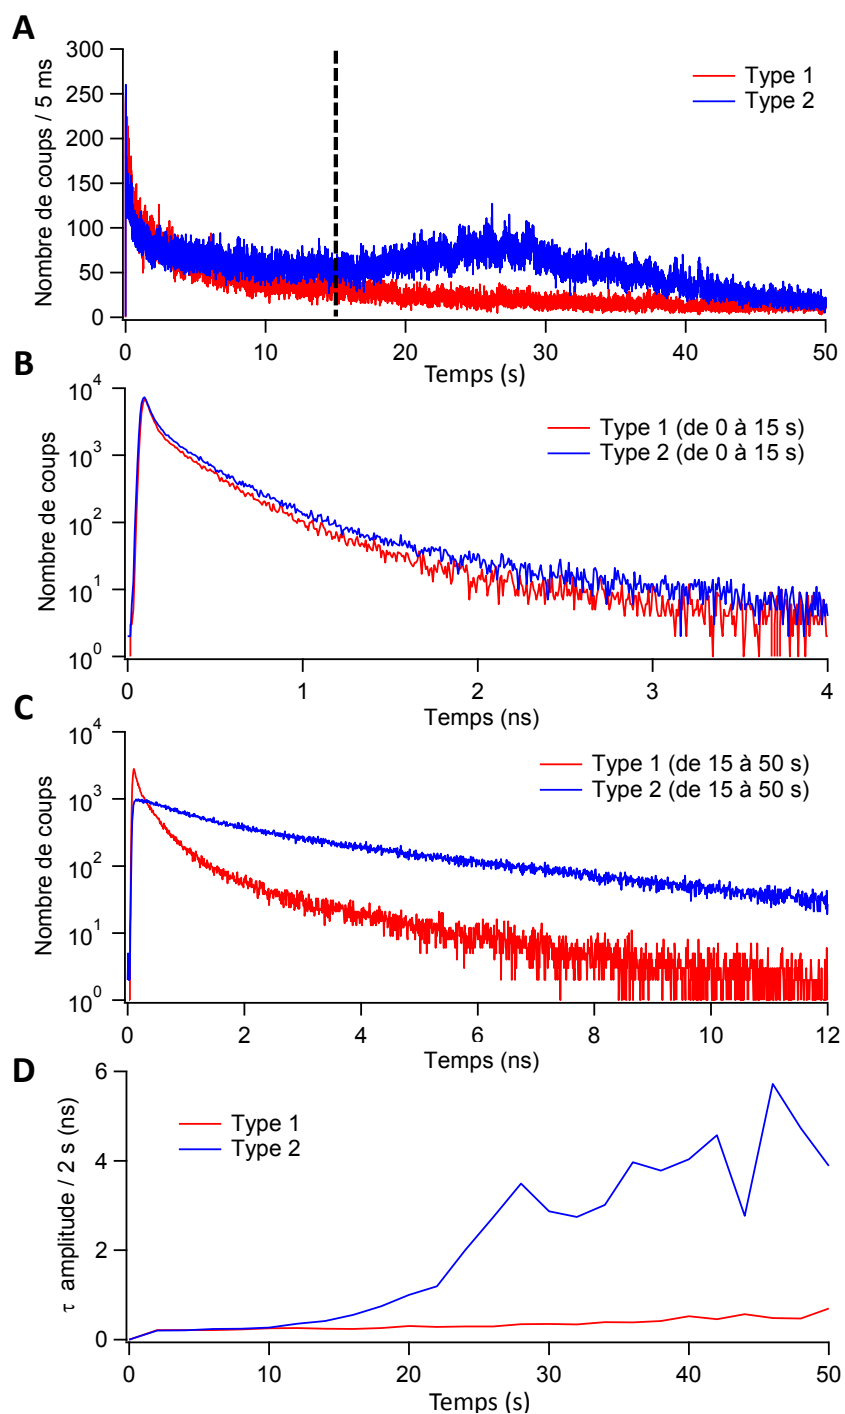 A
Nombre de coups / 5 ms
300
250
200
150
100
50
0
Type 1
Type 2
0 10 20 30 40 50
Temps (s)
B
Nombre de coups
10^4
10^3
10^2
10^1
10^0
Type 1 (de 0 à 15 s)
Type 2 (de 0 à 15 s)
0 1 2 3 4
Temps (ns)
C
Nombre de coups
10^4
10^3
10^2
10^1
10^0
Type 1 (de 15 à 50 s)
Type 2 (de 15 à 50 s)
0 2 4 6 8 10 12
Temps (ns)
D
τ amplitude / 2 s (ns)
6
4
2
0
Type 1
Type 2
0 10 20 30 40 50
Temps (s)